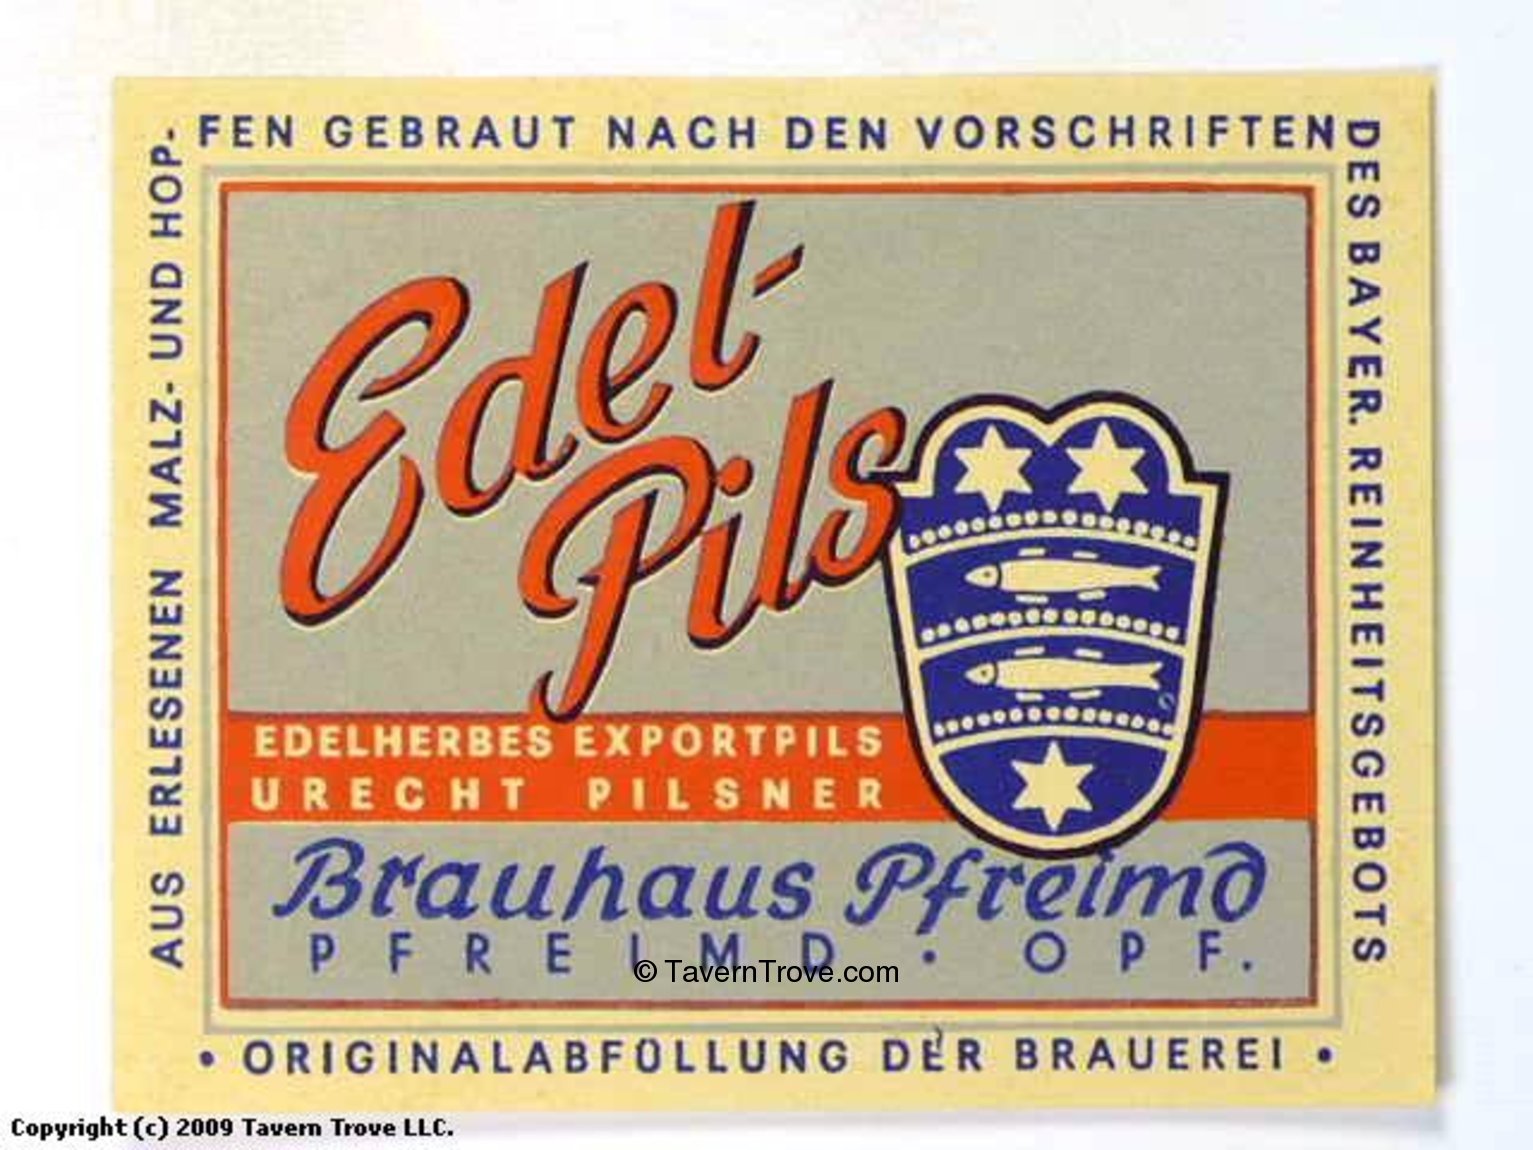 AUS ERLESENEN MALZ- UND HOP-
FEN GEBRAUT NACH DEN VORSCHRIFTEN
DES BAYER. REINHEITSGEBOTS
Edel-
Pils
EDELHERBES EXPORTPILS
URECHT PILSNER
Brauhaus Pfreimd
PFREIMD · OPF.
© TavernTrove.com
• ORIGINALABFÜLLUNG DER BRAUEREI •
Copyright (c) 2009 Tavern Trove LLC.